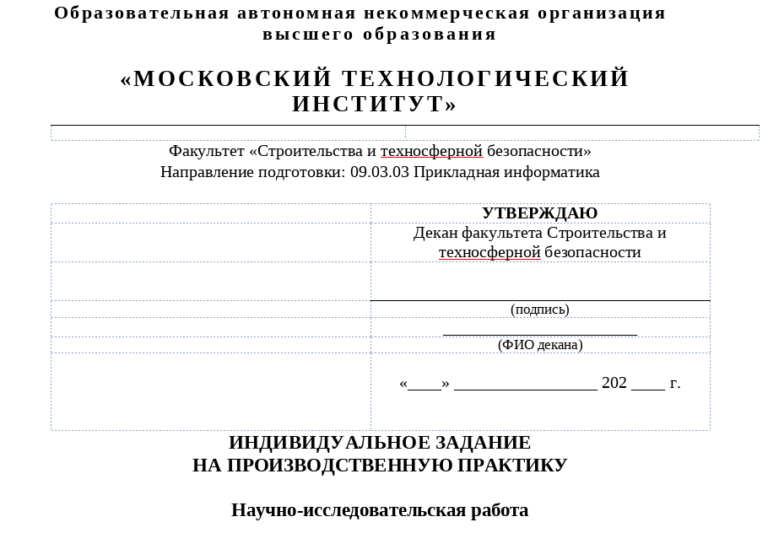 Образовательная автономная некоммерческая организация
высшего образования
«МОСКОВСКИЙ ТЕХНОЛОГИЧЕСКИЙ
ИНСТИТУТ»
Факультет «Строительства и техносферной безопасности»
Направление подготовки: 09.03.03 Прикладная информатика
УТВЕРЖДАЮ
Декан факультета Строительства и
техносферной безопасности
(подпись)
(ФИО декана)
«____» _________________ 202 ____ г.
ИНДИВИДУАЛЬНОЕ ЗАДАНИЕ
НА ПРОИЗВОДСТВЕННУЮ ПРАКТИКУ
Научно-исследовательская работа